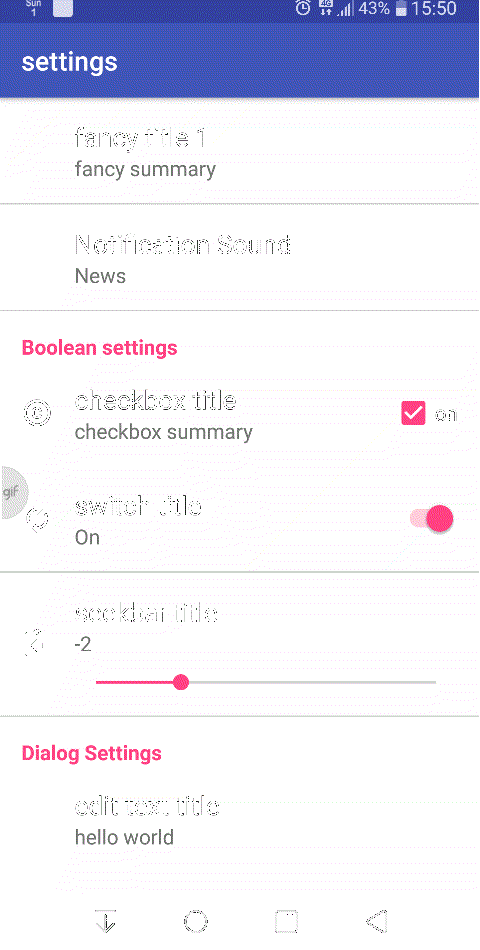 Sun
1
4G 43% 15:50
settings
fancy title 1
fancy summary
Notification Sound
News
Boolean settings
checkbox title on
checkbox summary
gif
switch title
On
seekbar title
-2
Dialog Settings
edit text title
hello world